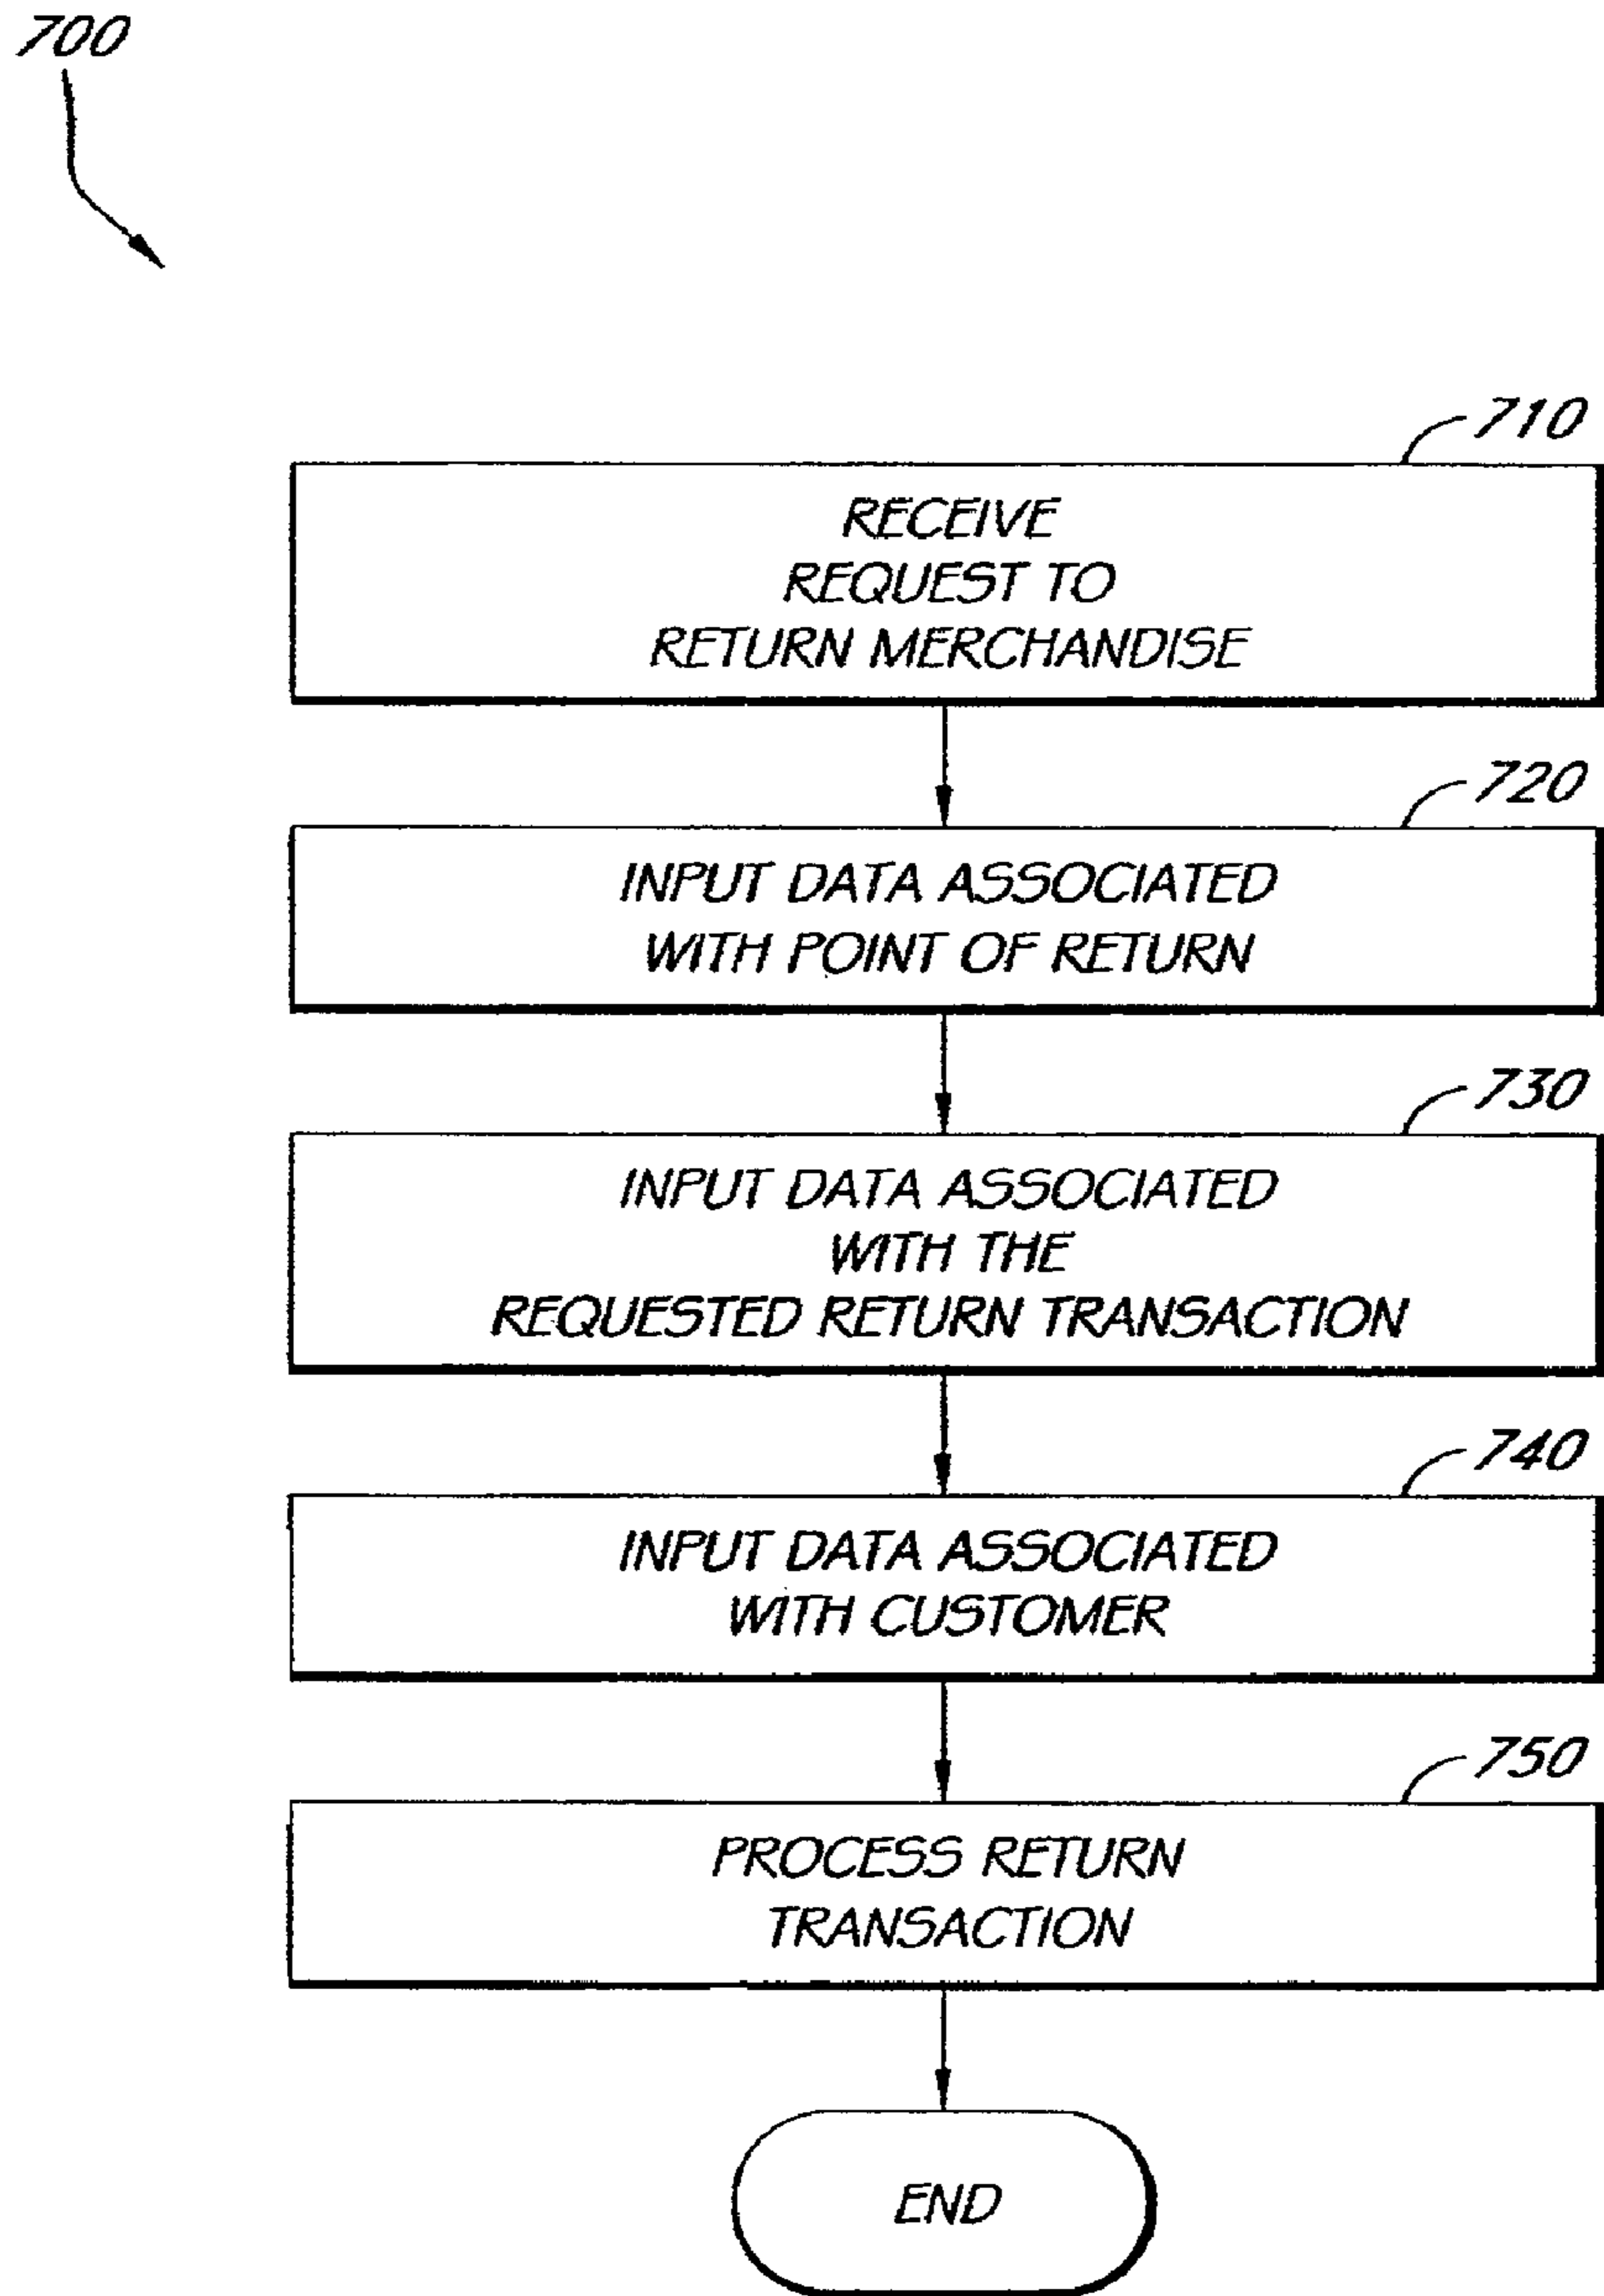 700
710
RECEIVE
REQUEST TO
RETURN MERCHANDISE
720
INPUT DATA ASSOCIATED
WITH POINT OF RETURN
730
INPUT DATA ASSOCIATED
WITH THE
REQUESTED RETURN TRANSACTION
740
INPUT DATA ASSOCIATED
WITH CUSTOMER
750
PROCESS RETURN
TRANSACTION
END